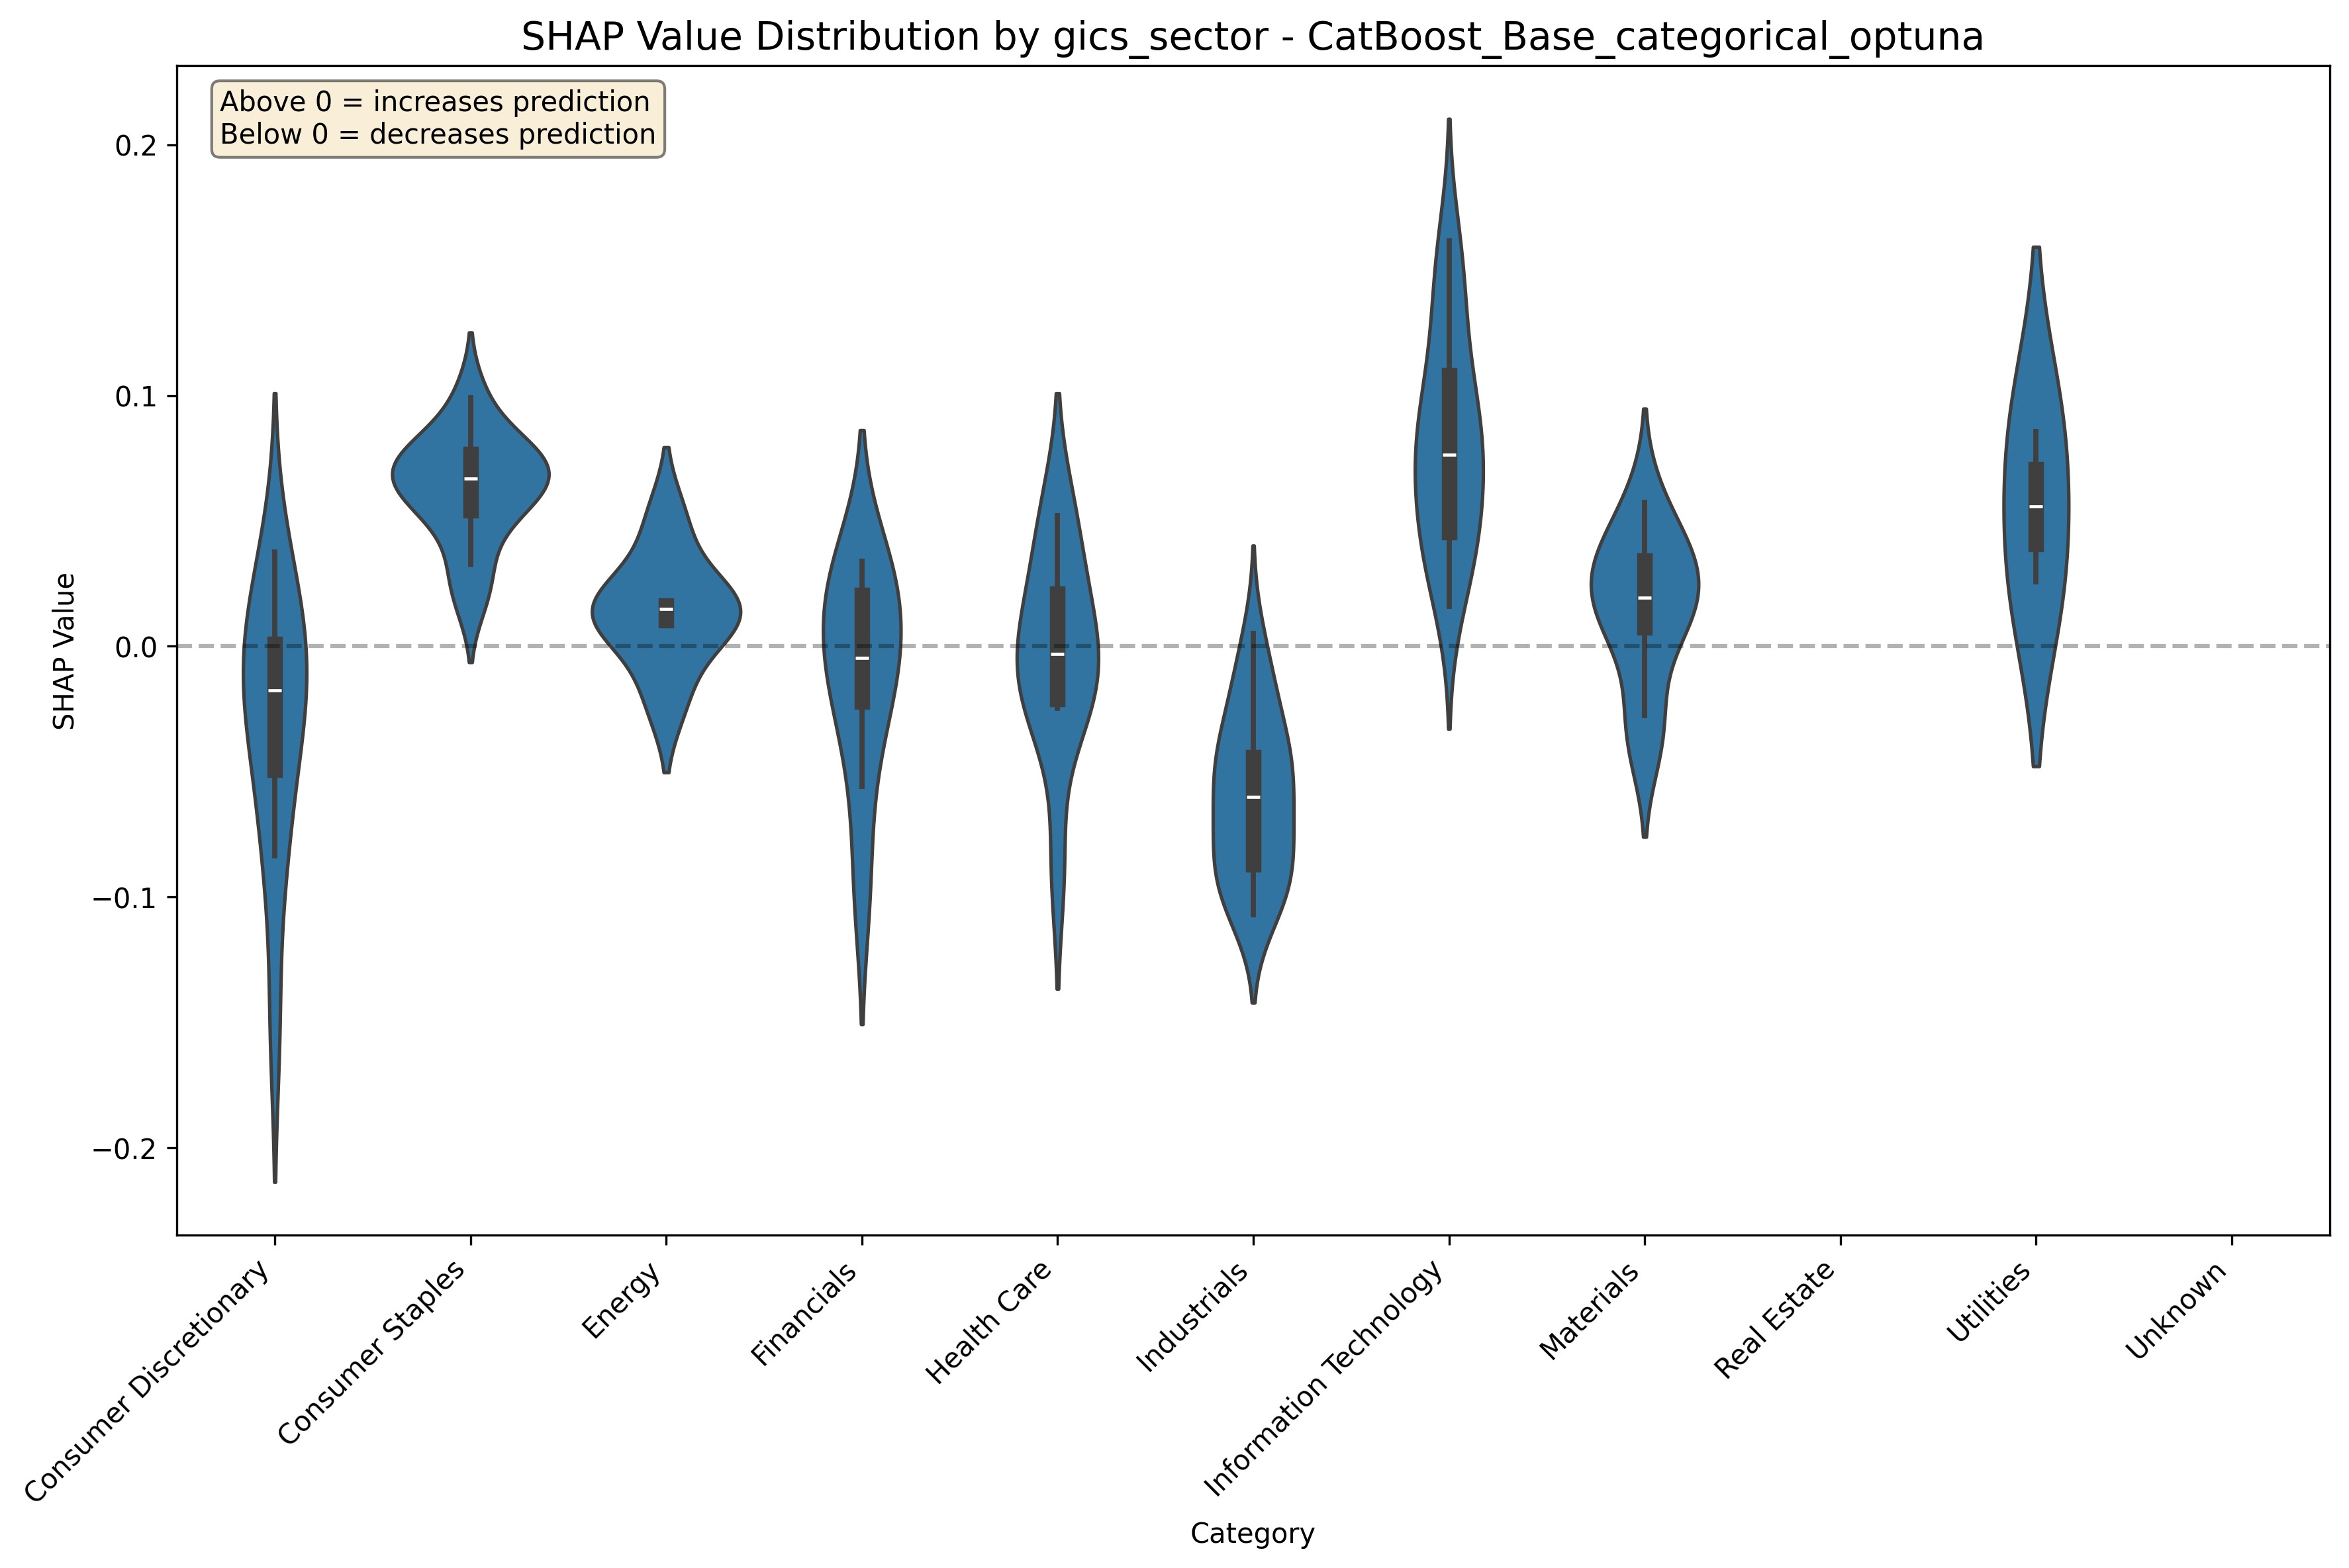 SHAP Value Distribution by gics_sector - CatBoost_Base_categorical_optuna
Above 0 = increases prediction
Below 0 = decreases prediction
SHAP Value
0.2
0.1
0.0
−0.1
−0.2
Consumer Discretionary
Consumer Staples
Energy
Financials
Health Care
Industrials
Information Technology
Materials
Real Estate
Utilities
Unknown
Category